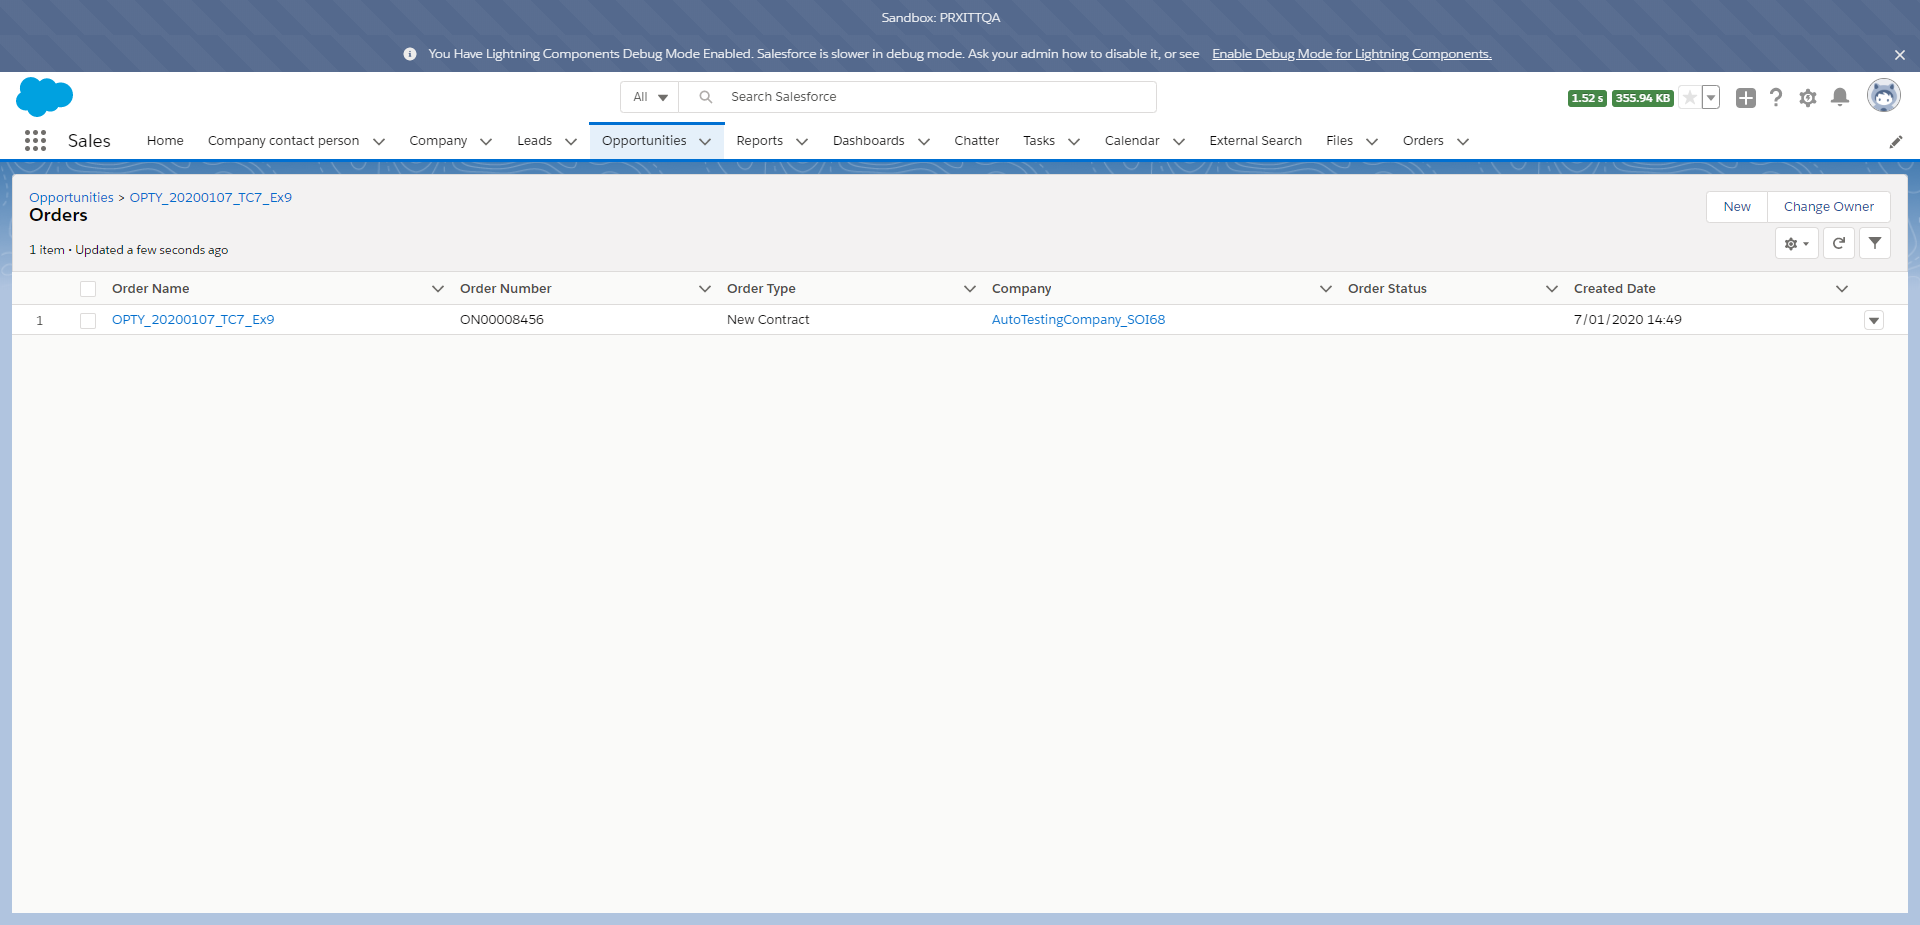 Sandbox: PRXITTQA
You Have Lightning Components Debug Mode Enabled. Salesforce is slower in debug mode. Ask your admin how to disable it, or see Enable Debug Mode for Lightning Components.
All Search Salesforce 1.52 s 355.94 KB
Sales Home Company contact person Company Leads Opportunities Reports Dashboards Chatter Tasks Calendar External Search Files Orders
Opportunities > OPTY_20200107_TC7_Ex9
Orders
New Change Owner
1 item • Updated a few seconds ago
Order Name Order Number Order Type Company Order Status Created Date
1 OPTY_20200107_TC7_Ex9 ON00008456 New Contract AutoTestingCompany_SOI68 7/01/2020 14:49